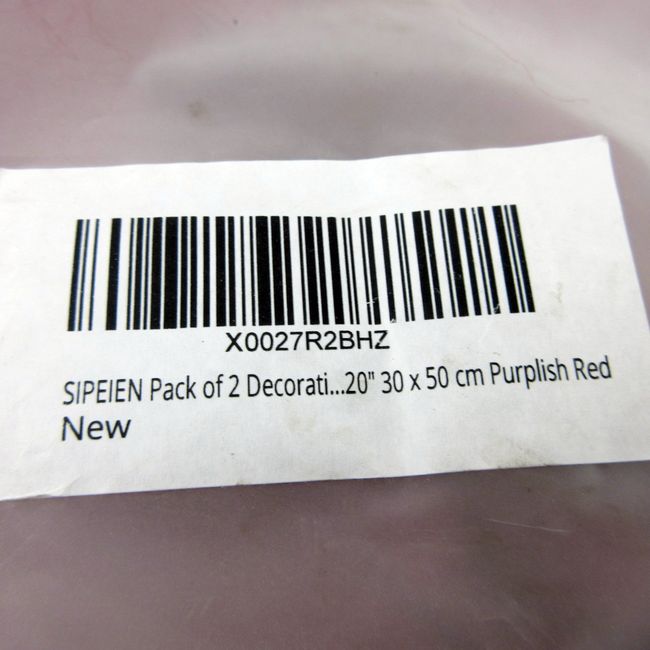 X0027R2BHZ
SIPEIEN Pack of 2 Decorati...20" 30 x 50 cm Purplish Red
New